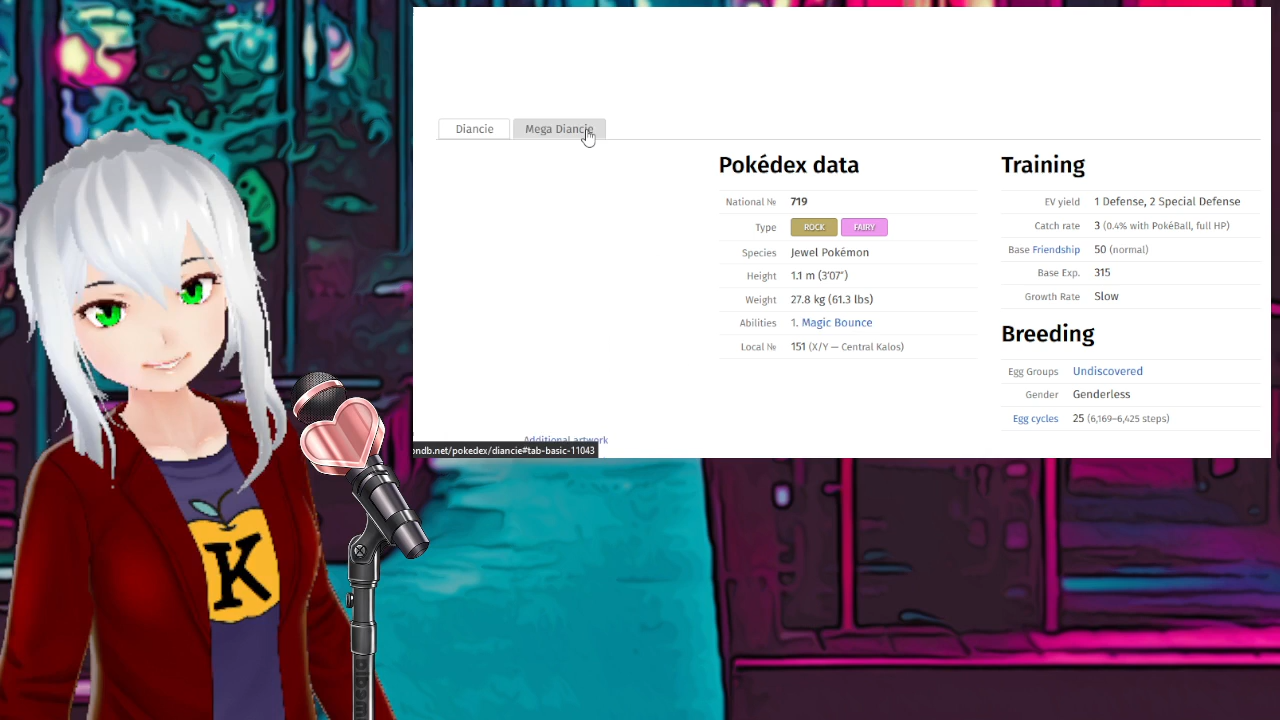 Diancie
Mega Diancie
Pokédex data
National № 719
Type ROCK FAIRY
Species Jewel Pokémon
Height 1.1 m (3′07″)
Weight 27.8 kg (61.3 lbs)
Abilities 1. Magic Bounce
Local № 151 (X/Y — Central Kalos)
Training
EV yield 1 Defense, 2 Special Defense
Catch rate 3 (0.4% with PokéBall, full HP)
Base Friendship 50 (normal)
Base Exp. 315
Growth Rate Slow
Breeding
Egg Groups Undiscovered
Gender Genderless
Egg cycles 25 (6,169–6,425 steps)
Additional artwork
ondb.net/pokedex/diancie#tab-basic-11043
K